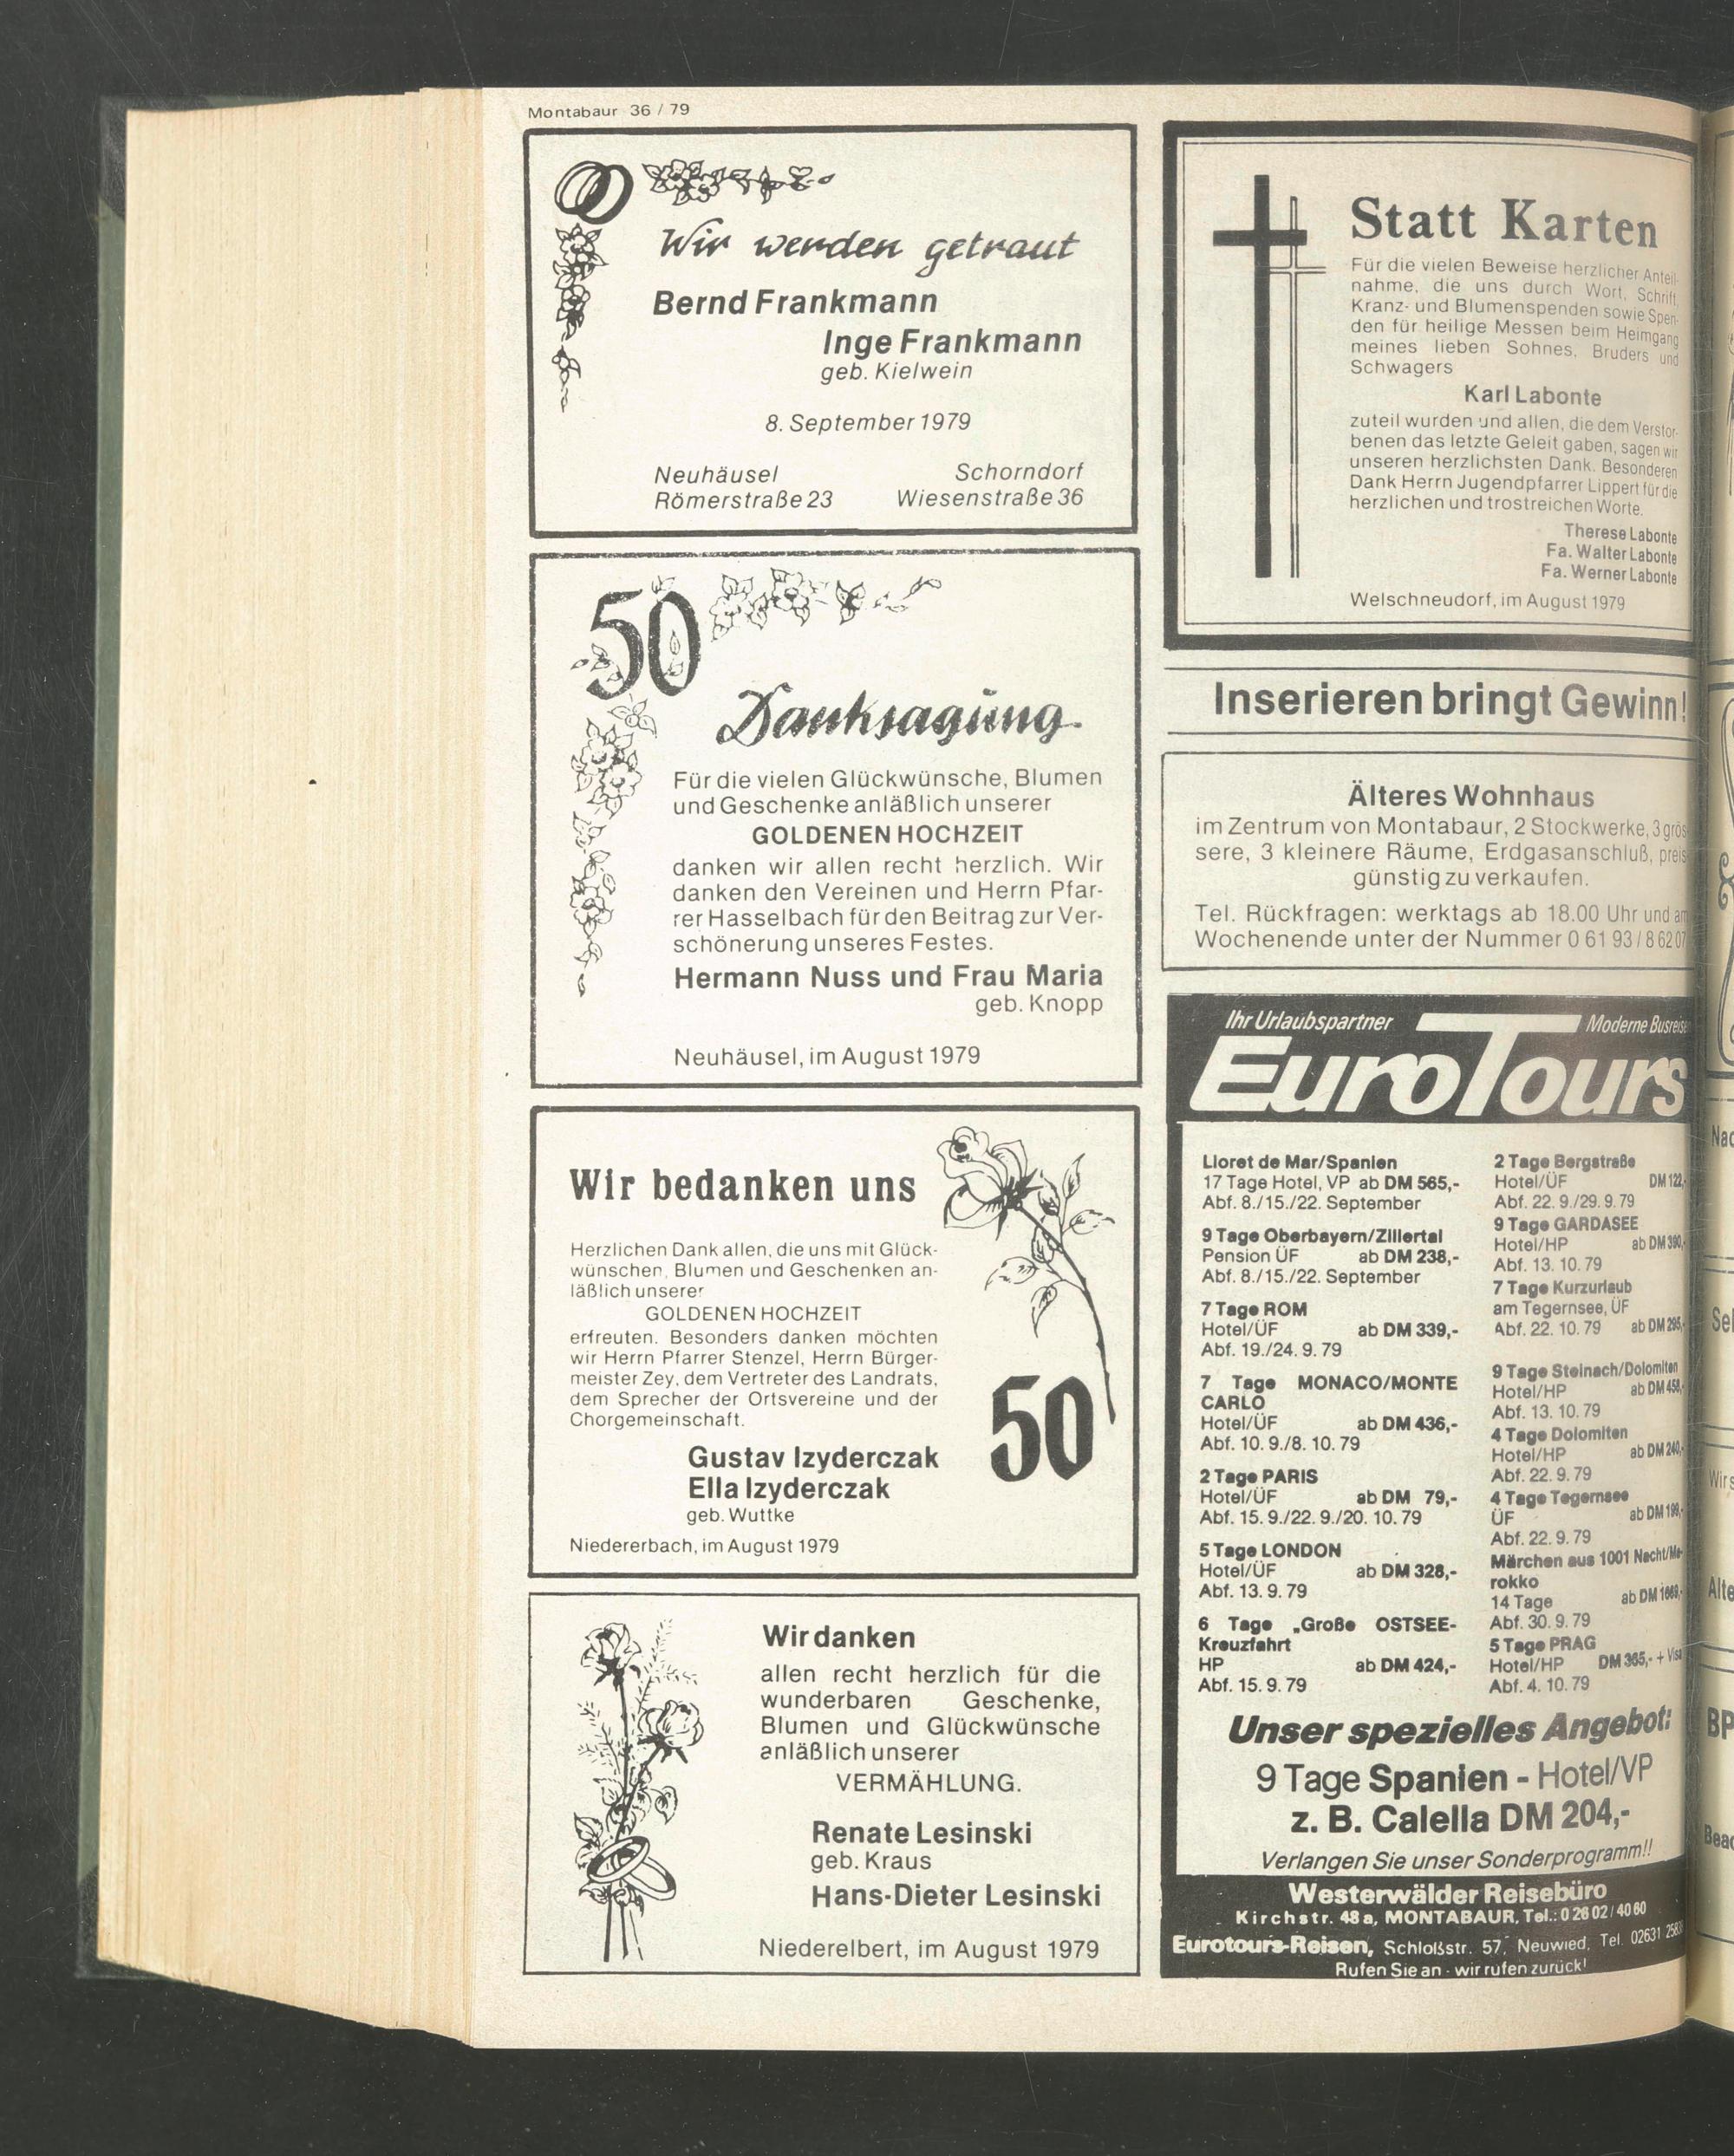 Montabaur 36 / 79
Wir werden getraut
Bernd Frankmann
Inge Frankmann
geb. Kielwein
8. September 1979
Neuhäusel
Römerstraße 23
Schorndorf
Wiesenstraße 36
50
Danksagung
Für die vielen Glückwünsche, Blumen
und Geschenke anläßlich unserer
GOLDENEN HOCHZEIT
danken wir allen recht herzlich. Wir
danken den Vereinen und Herrn Pfar-
rer Hasselbach für den Beitrag zur Ver-
schönerung unseres Festes.
Hermann Nuss und Frau Maria
geb. Knopp
Neuhäusel, im August 1979
Wir bedanken uns
Herzlichen Dank allen, die uns mit Glück-
wünschen, Blumen und Geschenken an-
läßlich unserer
GOLDENEN HOCHZEIT
erfreuten. Besonders danken möchten
wir Herrn Pfarrer Stenzel, Herrn Bürger-
meister Zey, dem Vertreter des Landrats,
dem Sprecher der Ortsvereine und der
Chorgemeinschaft.
Gustav Izyderczak
Ella Izyderczak
geb. Wuttke
Niedererbach, im August 1979
50
Wir danken
allen recht herzlich für die
wunderbaren Geschenke,
Blumen und Glückwünsche
anläßlich unserer
VERMÄHLUNG.
Renate Lesinski
geb. Kraus
Hans-Dieter Lesinski
Niederelbert, im August 1979
Statt Karten
Für die vielen Beweise herzlicher Anteil-
nahme, die uns durch Wort, Schrift,
Kranz- und Blumenspenden sowie Spen-
den für heilige Messen beim Heimgang
meines lieben Sohnes, Bruders und
Schwagers
Karl Labonte
zuteil wurden und allen, die dem Verstor-
benen das letzte Geleit gaben, sagen wir
unseren herzlichsten Dank. Besonderen
Dank Herrn Jugendpfarrer Lippert für die
herzlichen und trostreichen Worte.
Therese Labonte
Fa. Walter Labonte
Fa. Werner Labonte
Welschneudorf, im August 1979
Inserieren bringt Gewinn!
Älteres Wohnhaus
im Zentrum von Montabaur, 2 Stockwerke, 3 grös
sere, 3 kleinere Räume, Erdgasanschluß, preis
günstig zu verkaufen.
Tel. Rückfragen: werktags ab 18.00 Uhr und am
Wochenende unter der Nummer 0 61 93 / 8 62 07
Ihr Urlaubspartner
Moderne Busreise
EuroTours
Lloret de Mar/Spanien
17 Tage Hotel, VP ab DM 565,-
Abf. 8./15./22. September
9 Tage Oberbayern/Zillertal
Pension ÜF ab DM 238,-
Abf. 8./15./22. September
7 Tage ROM
Hotel/ÜF ab DM 339,-
Abf. 19./24. 9. 79
7 Tage MONACO/MONTE
CARLO
Hotel/ÜF ab DM 436,-
Abf. 10. 9./8. 10. 79
2 Tage PARIS
Hotel/ÜF ab DM 79,-
Abf. 15. 9./22. 9./20. 10. 79
5 Tage LONDON
Hotel/ÜF ab DM 328,-
Abf. 13. 9. 79
6 Tage „Große OSTSEE-
Kreuzfahrt
HP ab DM 424,-
Abf. 15. 9. 79
2 Tage Bergstraße
Hotel/ÜF DM 122,-
Abf. 22. 9./29. 9. 79
9 Tage GARDASEE
Hotel/HP ab DM 390,-
Abf. 13. 10. 79
7 Tage Kurzurlaub
am Tegernsee, ÜF
Abf. 22. 10. 79 ab DM 295,-
9 Tage Steinach/Dolomiten
Hotel/HP ab DM 458,-
Abf. 13. 10. 79
4 Tage Dolomiten
Hotel/HP ab DM 240,-
Abf. 22. 9. 79
4 Tage Tegernsee
ÜF ab DM 199,-
Abf. 22. 9. 79
Märchen aus 1001 Nacht/Ma-
rokko
14 Tage ab DM
Abf. 30. 9. 79
5 Tage PRAG
Hotel/HP DM 365,- + Visa
Abf. 4. 10. 79
Unser spezielles Angebot:
9 Tage Spanien - Hotel/VP
z. B. Calella DM 204,-
Verlangen Sie unser Sonderprogramm!!
Westerwälder Reisebüro
Kirchstr. 48 a, MONTABAUR, Tel.: 0 26 02 / 40 60
Eurotours-Reisen, Schloßstr. 57, Neuwied, Tel. 02631
Rufen Sie an - wir rufen zurück!